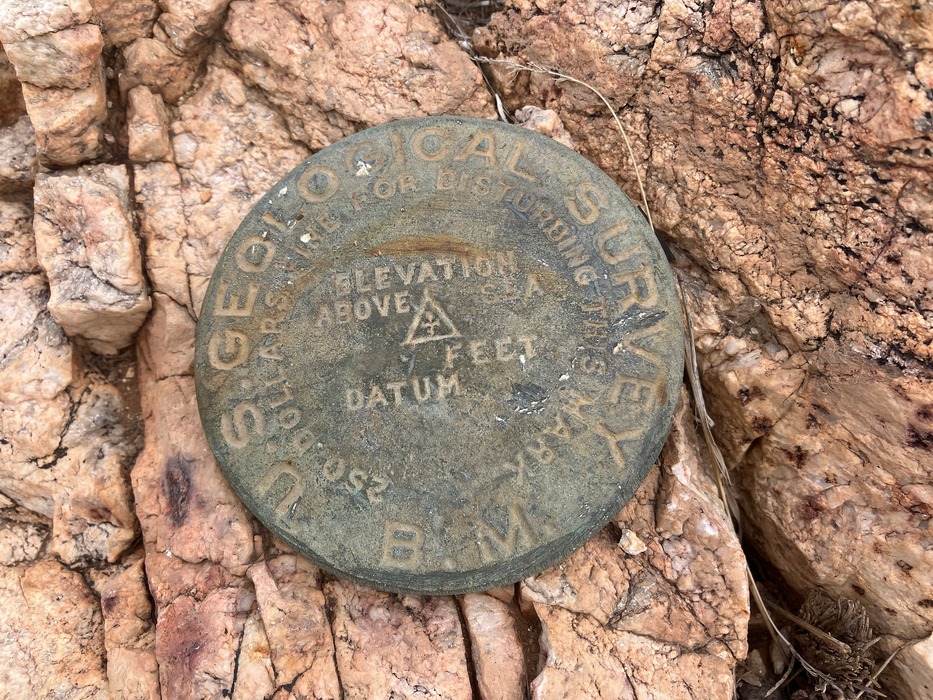 U.S. GEOLOGICAL SURVEY
B.M.
250 DOLLARS FINE FOR DISTURBING THIS MARK
ELEVATION
ABOVE SEA
FEET
DATUM